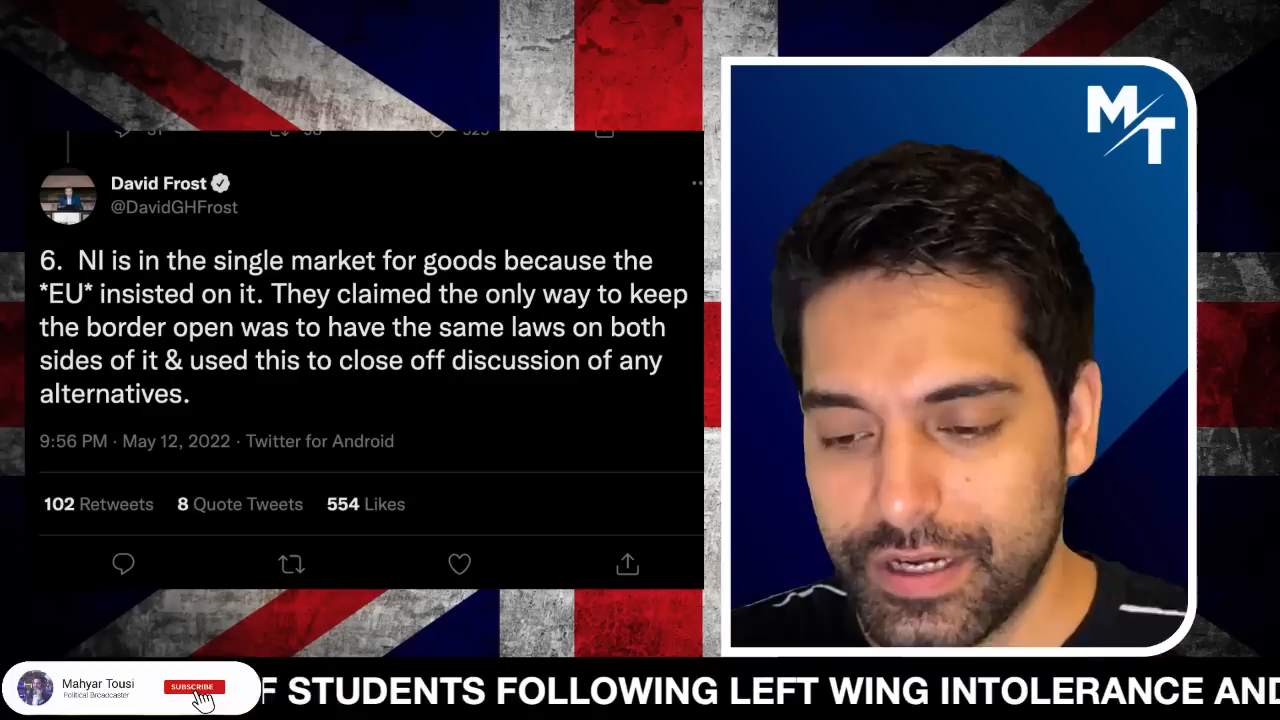 David Frost
@DavidGHFrost
6. NI is in the single market for goods because the
*EU* insisted on it. They claimed the only way to keep
the border open was to have the same laws on both
sides of it & used this to close off discussion of any
alternatives.
9:56 PM · May 12, 2022 · Twitter for Android
102 Retweets 8 Quote Tweets 554 Likes
M/T
Mahyar Tousi
Political Broadcaster
SUBSCRIBE
F STUDENTS FOLLOWING LEFT WING INTOLERANCE AND